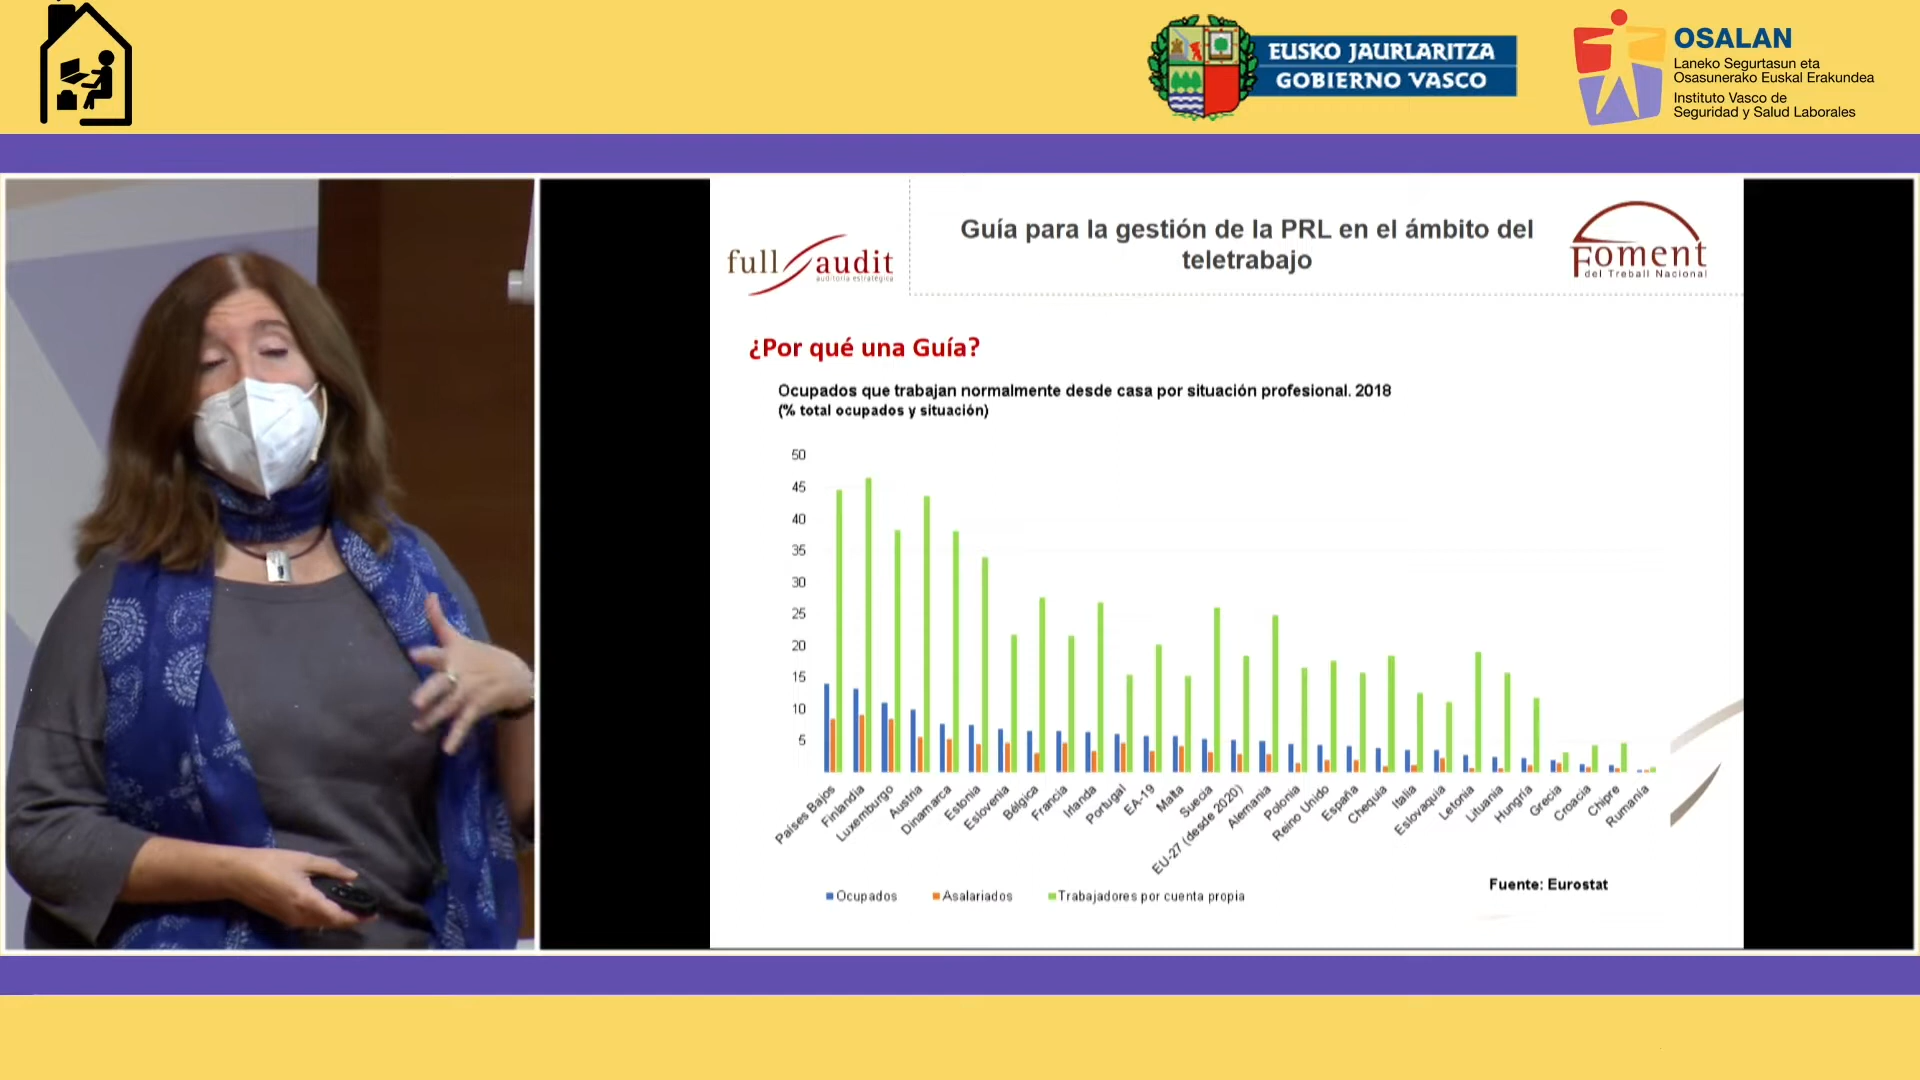 EUSKO JAURLARITZA
GOBIERNO VASCO
OSALAN
Laneko Segurtasun eta
Osasunerako Euskal Erakundea
Instituto Vasco de
Seguridad y Salud Laborales
full audit
auditoria estratégica
Guía para la gestión de la PRL en el ámbito del
teletrabajo
Foment
del Treball Nacional
¿Por qué una Guía?
Ocupados que trabajan normalmente desde casa por situación profesional. 2018
(% total ocupados y situación)
50
45
40
35
30
25
20
15
10
5
Países Bajos
Finlandia
Luxemburgo
Austria
Dinamarca
Estonia
Eslovenia
Bélgica
Francia
Irlanda
Portugal
EA-19
Malta
Suecia
EU-27 (desde 2020)
Alemania
Polonia
Reino Unido
España
Chequia
Italia
Eslovaquia
Letonia
Lituania
Hungría
Grecia
Croacia
Chipre
Rumania
Ocupados Asalariados Trabajadores por cuenta propia
Fuente: Eurostat